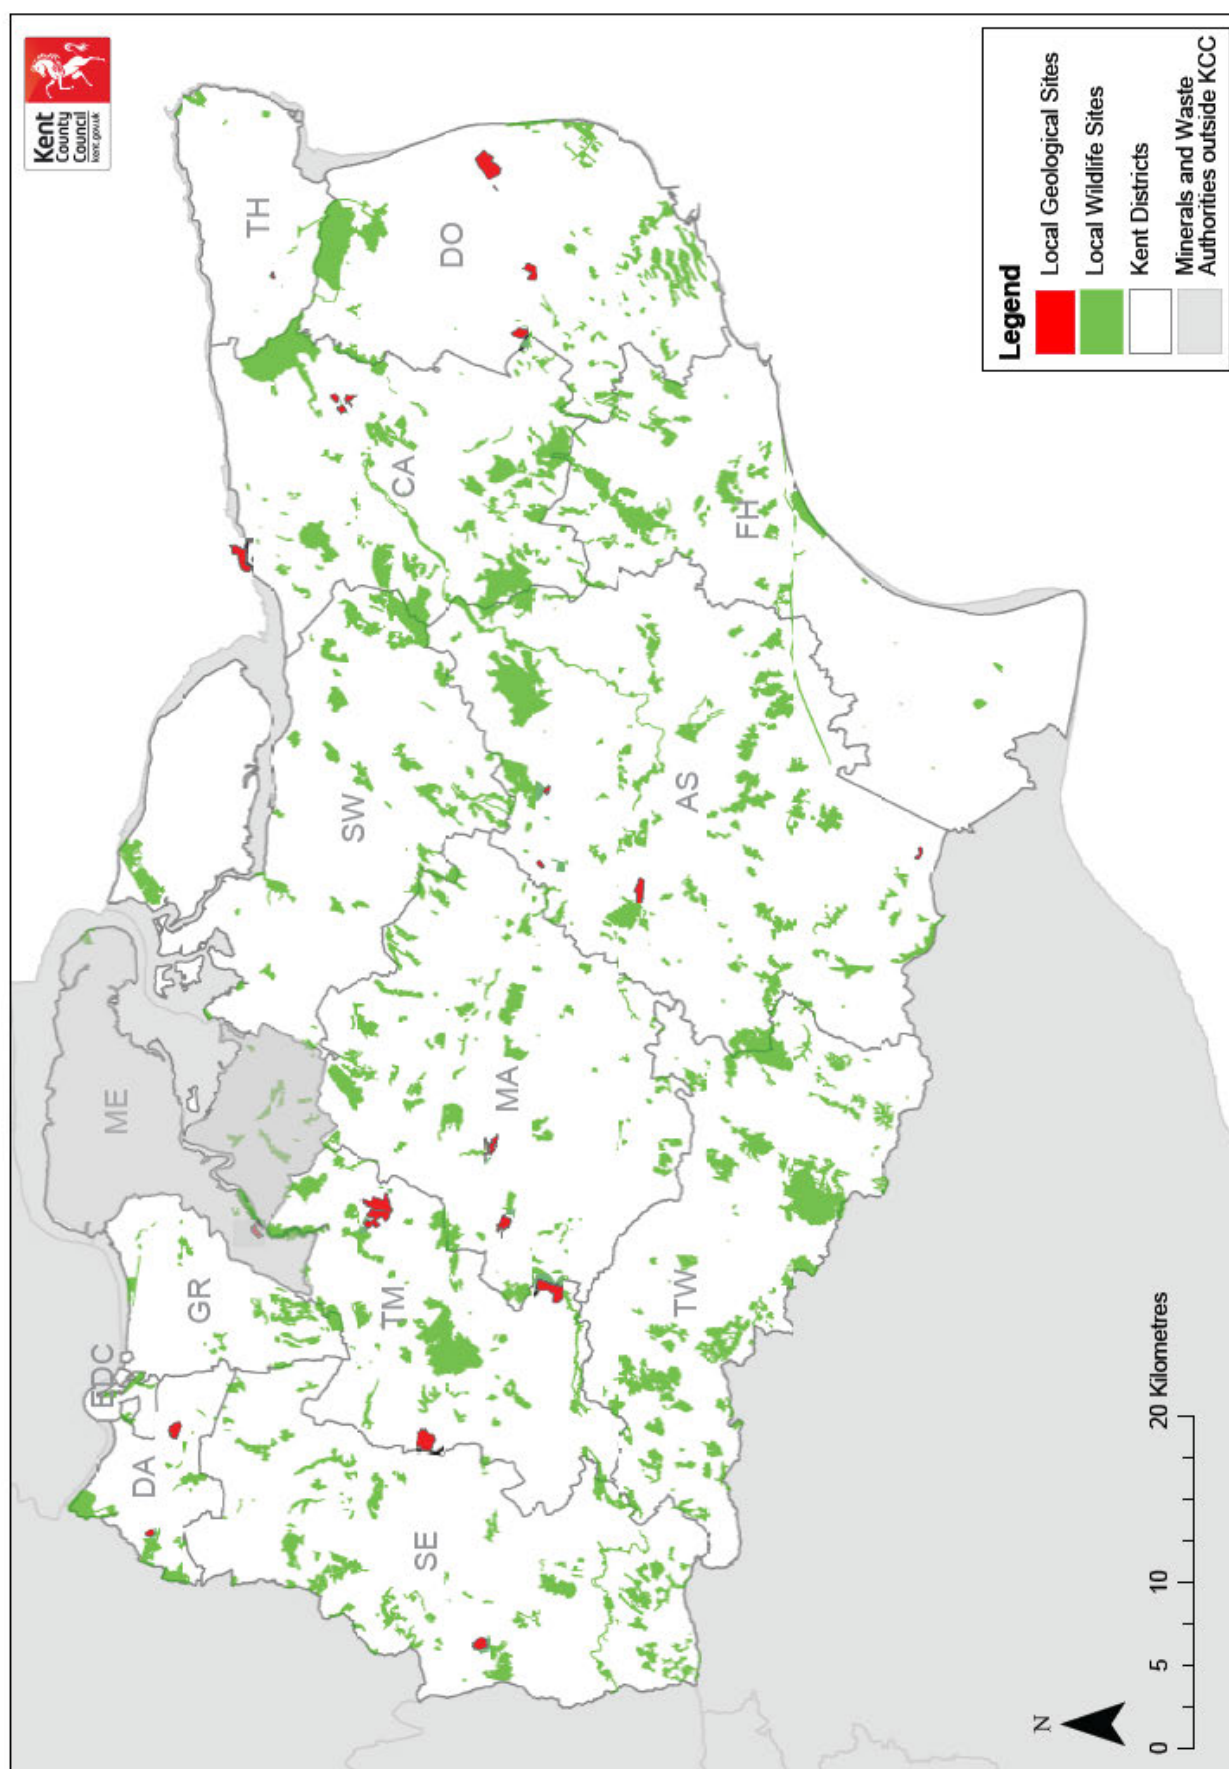 Kent
County
Council
kent.gov.uk
TH
DO
CA
FH
SW
AS
ME
MA
GR
TM
TW
EDC
DA
SE
Legend
Local Geological Sites
Local Wildlife Sites
Kent Districts
Minerals and Waste
Authorities outside KCC
N
0 5 10 20 Kilometres